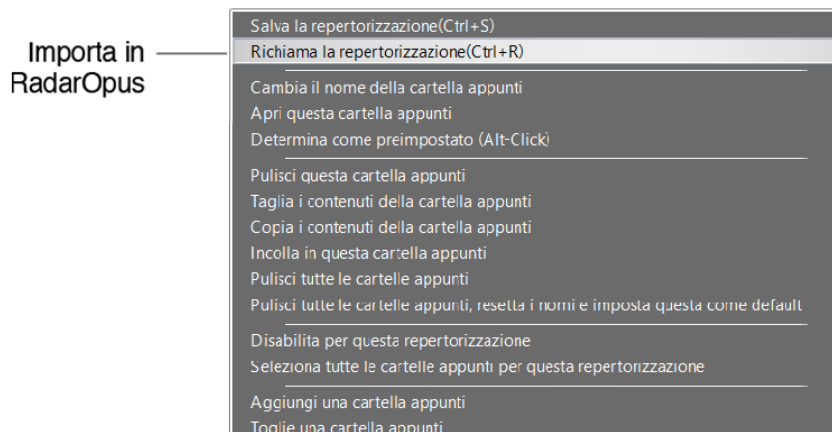 Importa in
RadarOpus
Salva la repertorizzazione(Ctrl+S)
Richiama la repertorizzazione(Ctrl+R)
Cambia il nome della cartella appunti
Apri questa cartella appunti
Determina come preimpostato (Alt-Click)
Pulisci questa cartella appunti
Taglia i contenuti della cartella appunti
Copia i contenuti della cartella appunti
Incolla in questa cartella appunti
Pulisci tutte le cartelle appunti
Pulisci tutte le cartelle appunti, resetta i nomi e imposta questa come default
Disabilita per questa repertorizzazione
Seleziona tutte le cartelle appunti per questa repertorizzazione
Aggiungi una cartella appunti
Toglie una cartella appunti